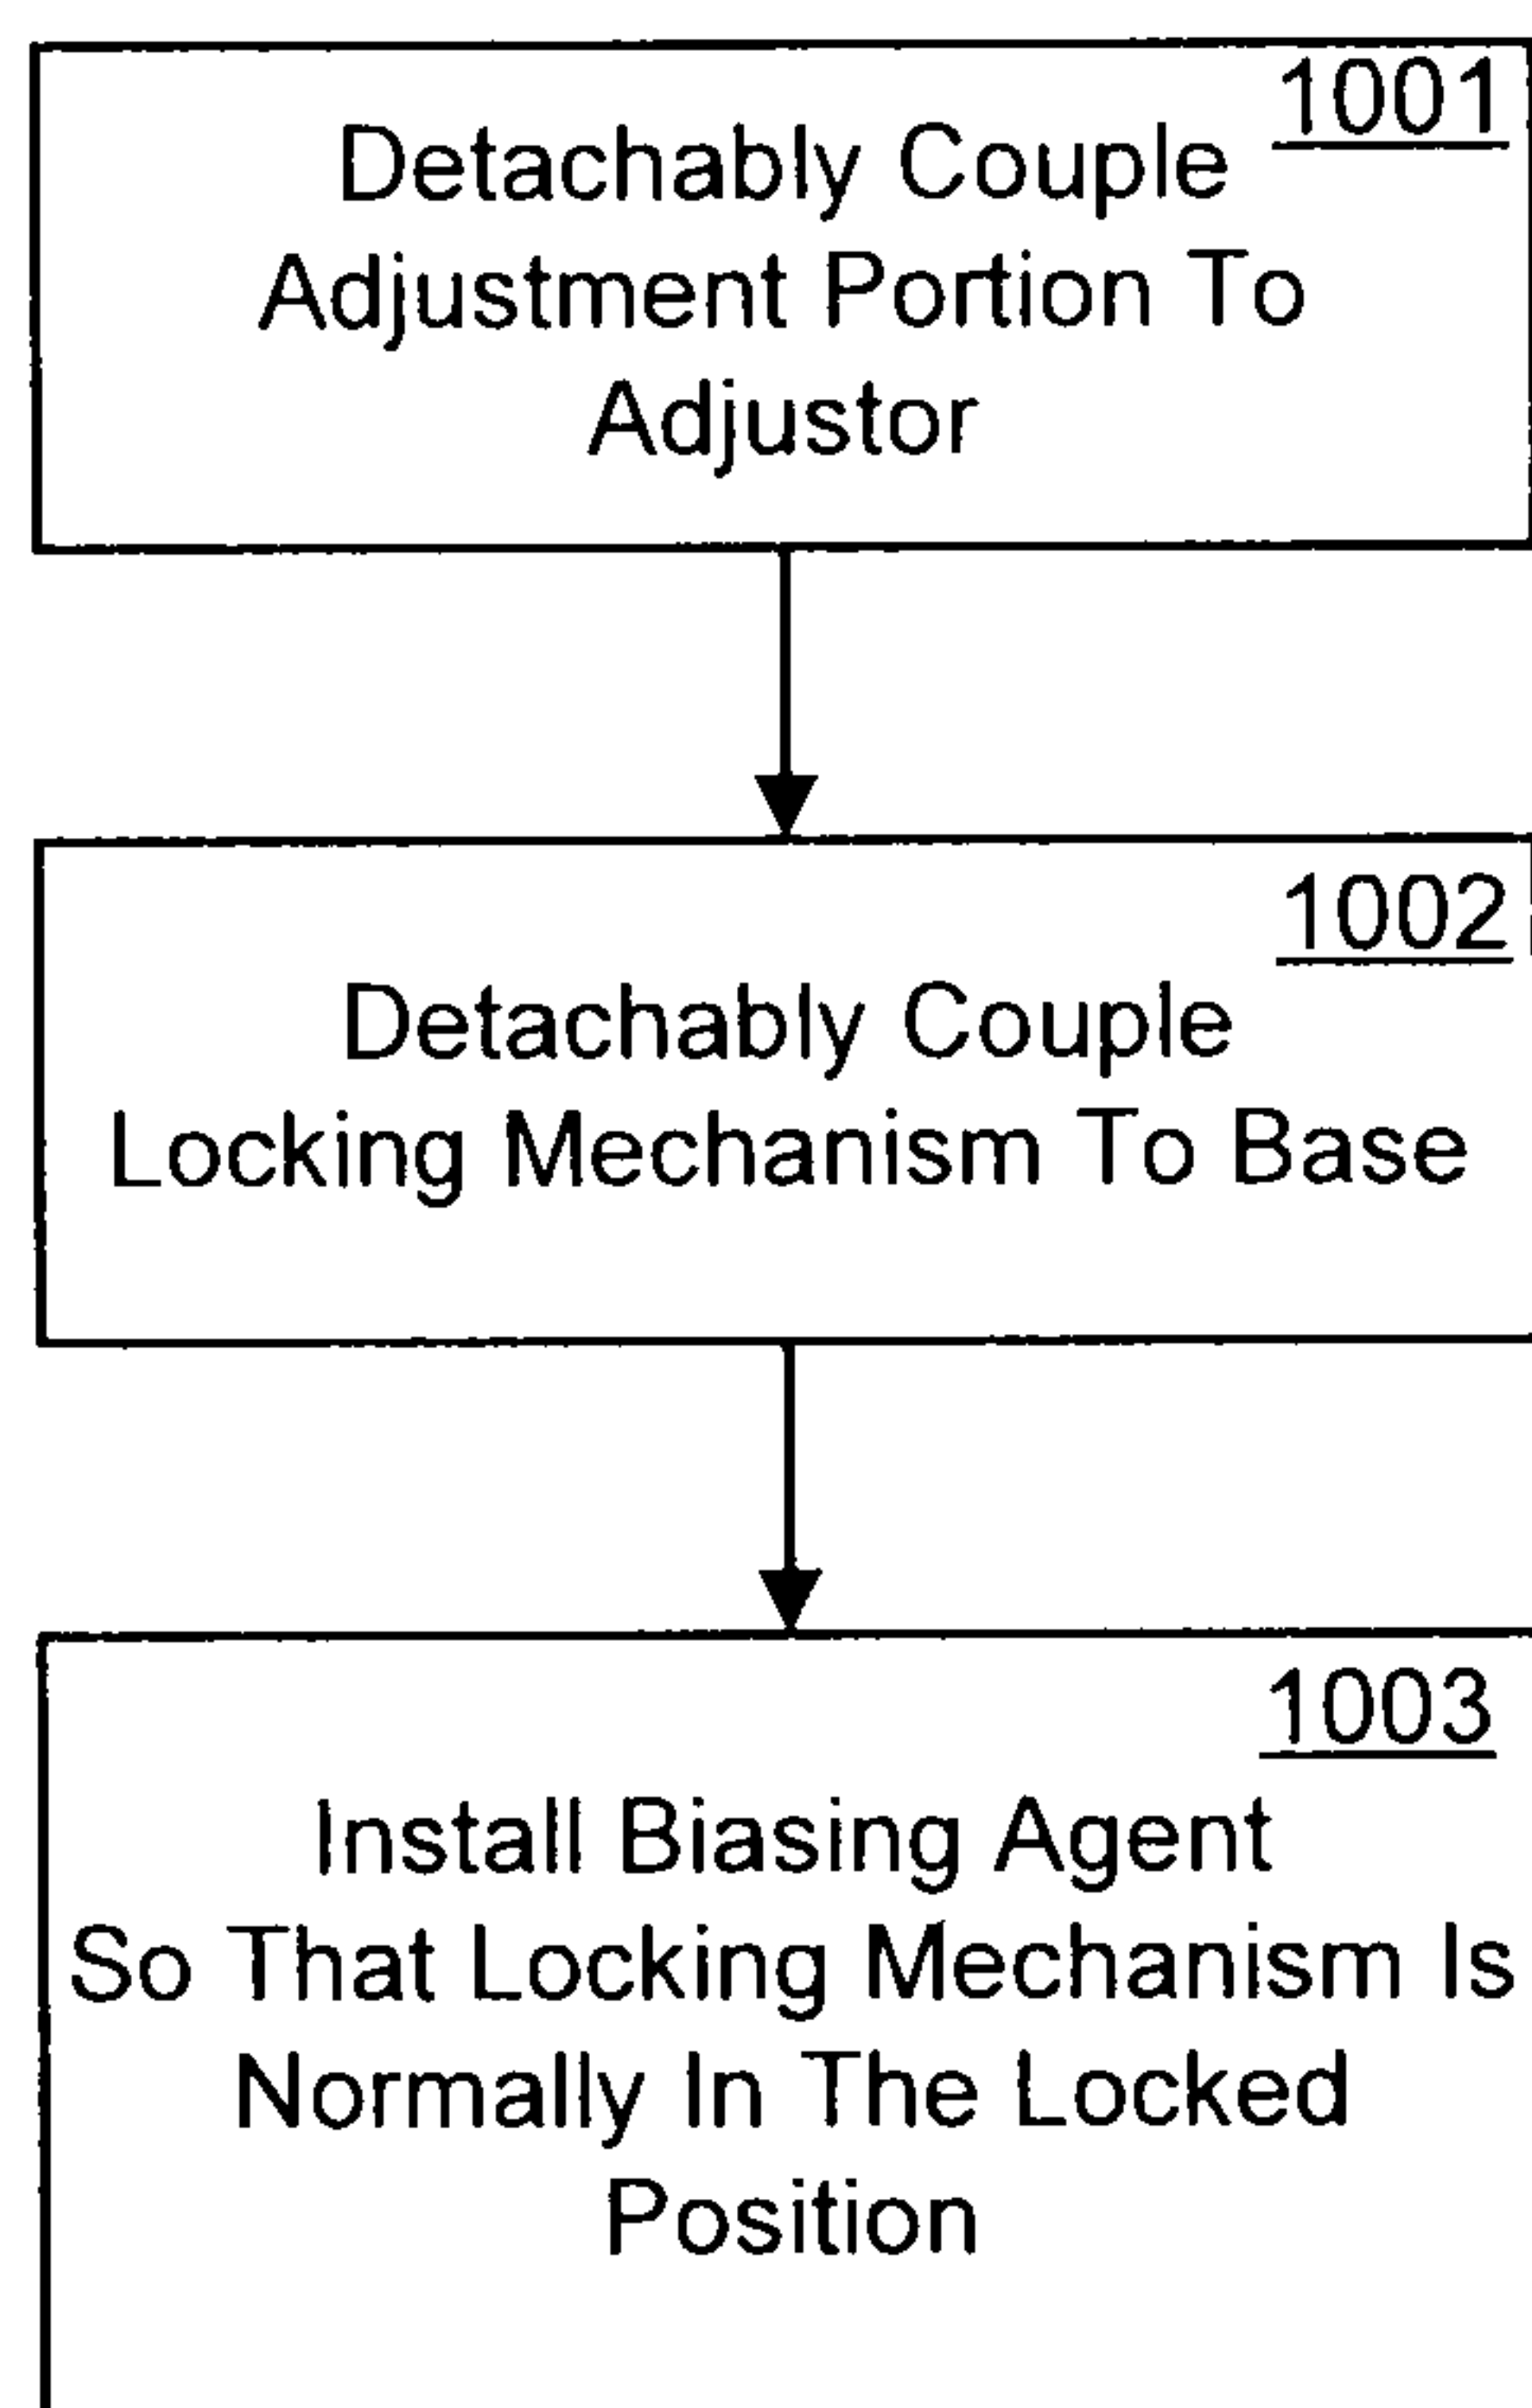 1001
Detachably Couple
Adjustment Portion To
Adjustor
1002
Detachably Couple
Locking Mechanism To Base
1003
Install Biasing Agent
So That Locking Mechanism Is
Normally In The Locked
Position